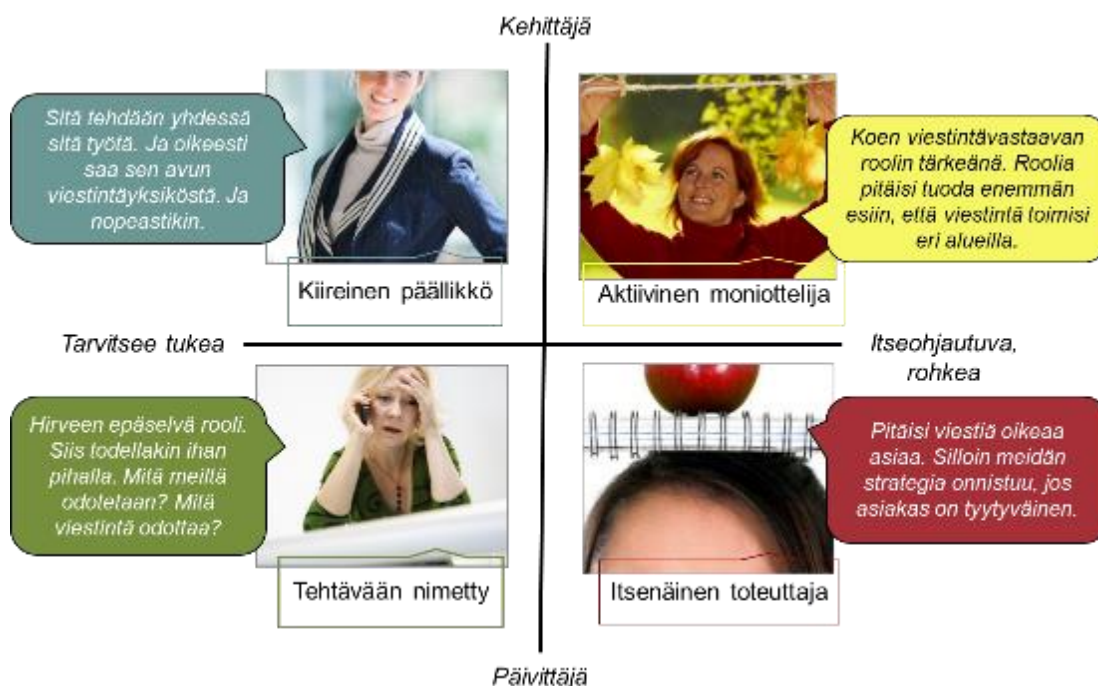 Kehittäjä
Sitä tehdään yhdessä
sitä työtä. Ja oikeesti
saa sen avun
viestintäyksiköstä. Ja
nopeastikin.
Koen viestintävastaavan
roolin tärkeänä. Roolia
pitäisi tuoda enemmän
esiin, että viestintä toimisi
eri alueilla.
Kiireinen päällikkö
Aktiivinen moniottelija
Tarvitsee tukea
Itseohjautuva,
rohkea
Hirveen epäselvä rooli.
Siis todellakin ihan
pihalla. Mitä meillä
odotetaan? Mitä
viestintä odottaa?
Pitäisi viestiä oikeaa
asiaa. Silloin meidän
strategia onnistuu, jos
asiakas on tyytyväinen.
Tehtävään nimetty
Itsenäinen toteuttaja
Päivittäjä